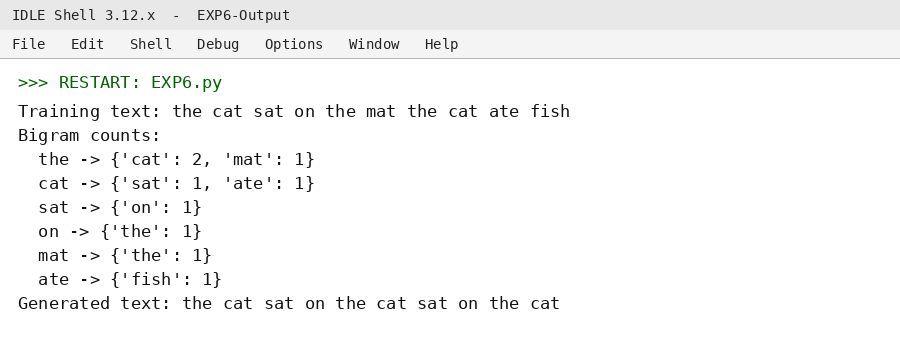 IDLE Shell 3.12.x  -  EXP6-Output
File   Edit   Shell   Debug   Options   Window   Help
>>> RESTART: EXP6.py
Training text: the cat sat on the mat the cat ate fish
Bigram counts:
  the -> {'cat': 2, 'mat': 1}
  cat -> {'sat': 1, 'ate': 1}
  sat -> {'on': 1}
  on -> {'the': 1}
  mat -> {'the': 1}
  ate -> {'fish': 1}
Generated text: the cat sat on the cat sat on the cat